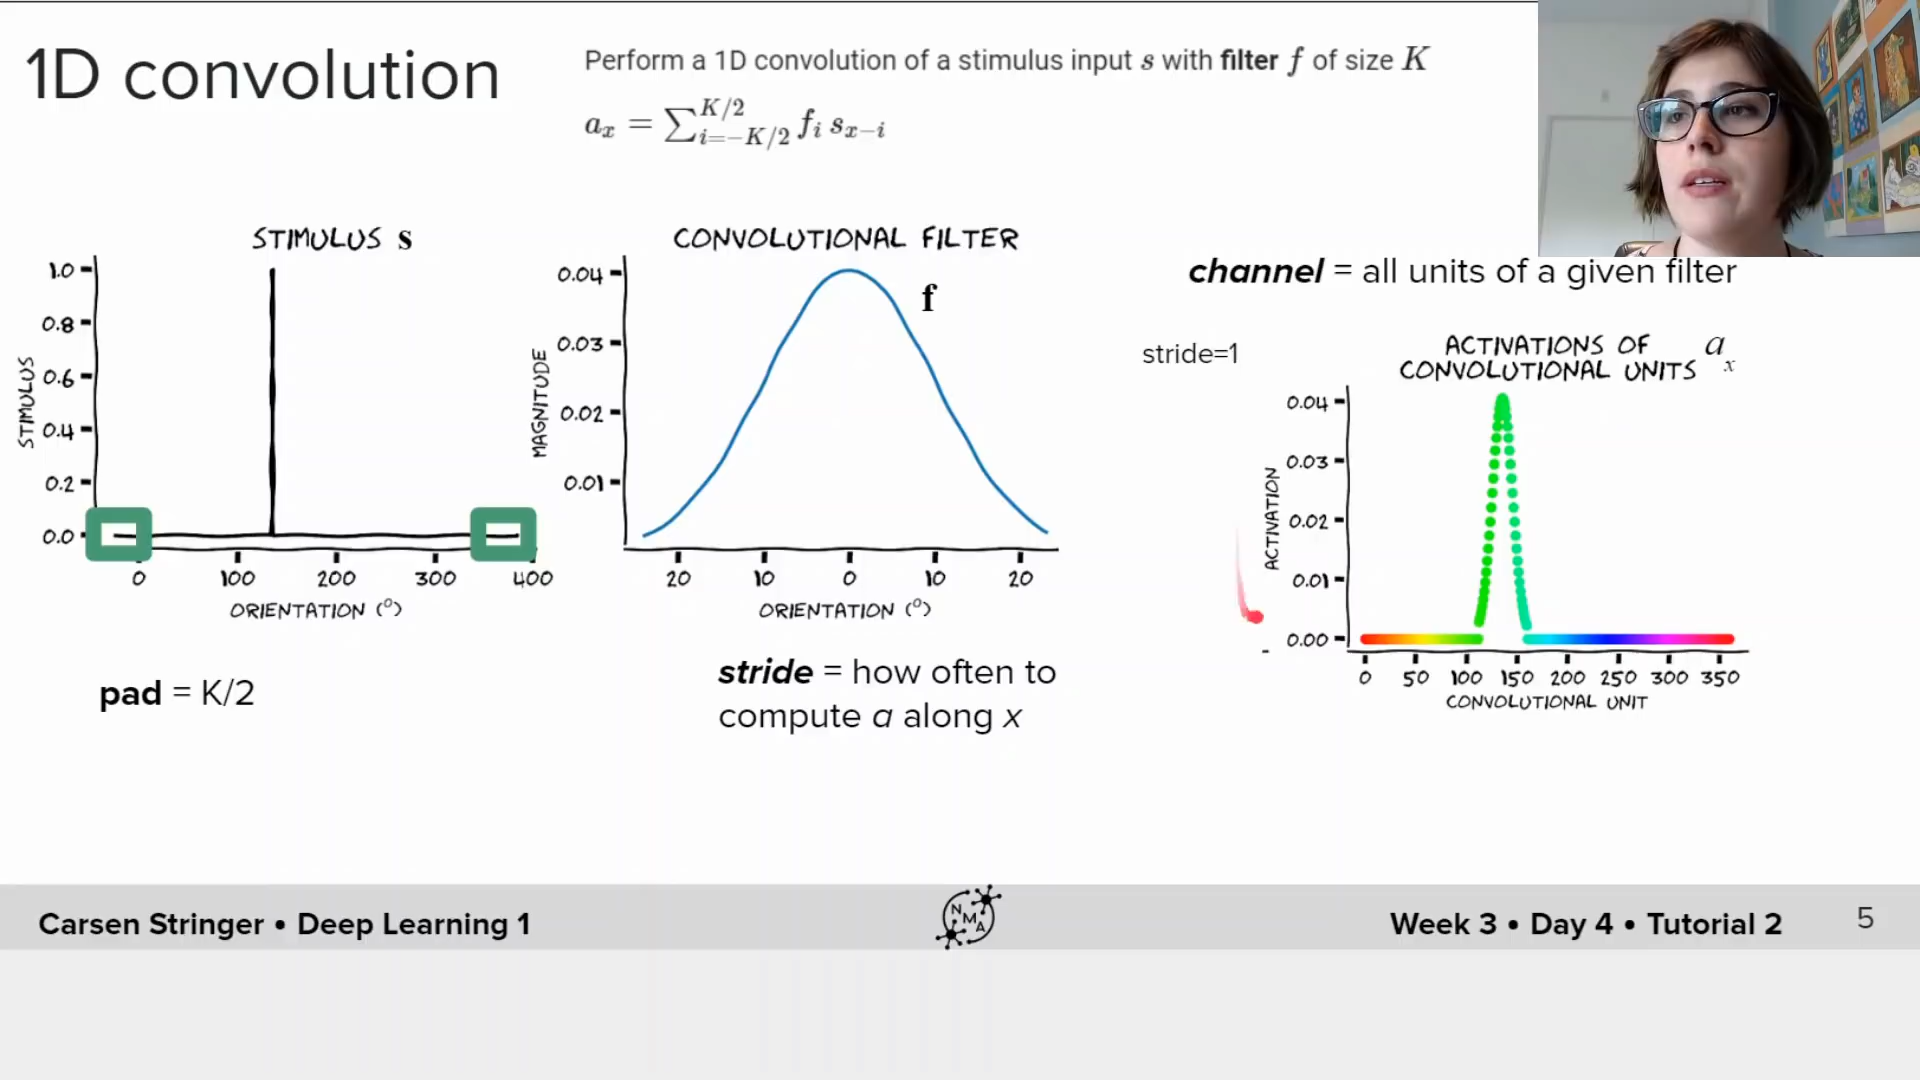 1D convolution
Perform a 1D convolution of a stimulus input s with filter f of size K
a_x = ∑_{i=−K/2}^{K/2} f_i s_{x−i}
STIMULUS s
1.0
0.8
0.6
0.4
0.2
0.0
STIMULUS
0 100 200 300 400
ORIENTATION (°)
pad = K/2
CONVOLUTIONAL FILTER
f
0.04
0.03
0.02
0.01
MAGNITUDE
20 10 0 10 20
ORIENTATION (°)
stride = how often to
compute a along x
channel = all units of a given filter
stride=1
ACTIVATIONS OF
CONVOLUTIONAL UNITS
a_x
0.04
0.03
0.02
0.01
0.00
ACTIVATION
0 50 100 150 200 250 300 350
CONVOLUTIONAL UNIT
Carsen Stringer • Deep Learning 1
NMA
Week 3 • Day 4 • Tutorial 2
5